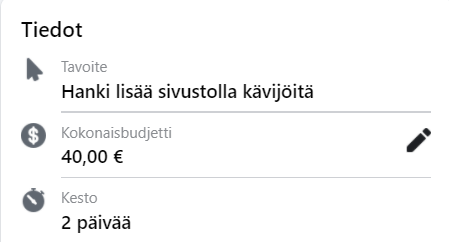 Tiedot
Tavoite
Hanki lisää sivustolla kävijöitä
Kokonaisbudjetti
40,00 €
Kesto
2 päivää